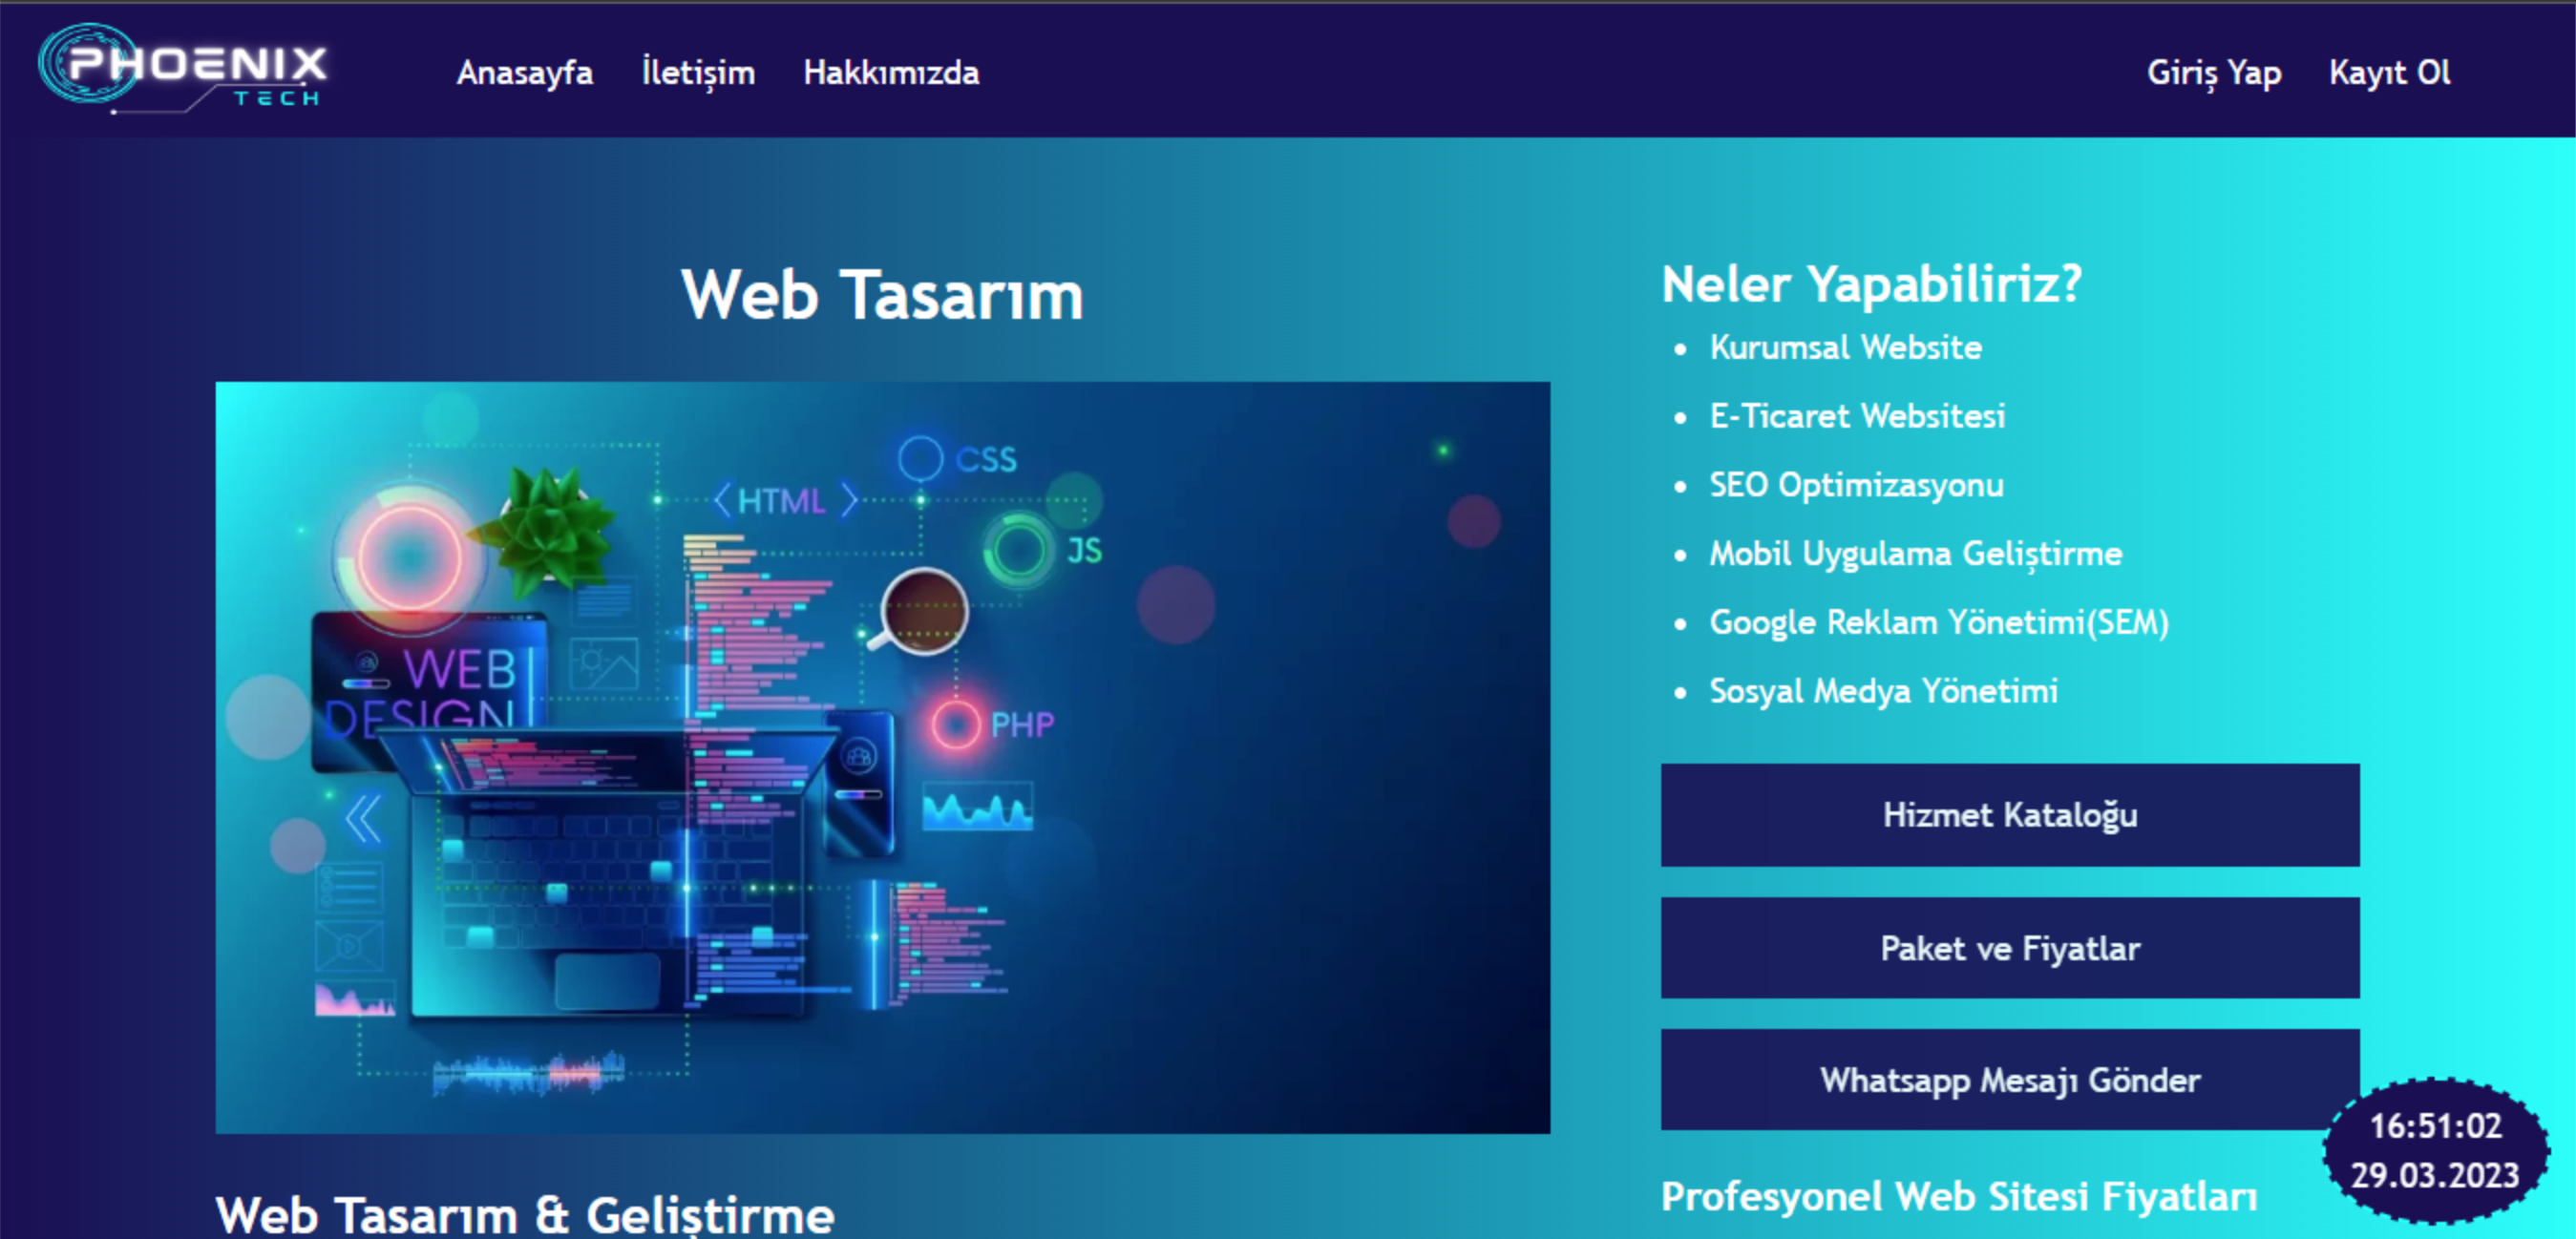 PHOENIX
TECH
Anasayfa
İletişim
Hakkımızda
Giriş Yap
Kayıt Ol
Web Tasarım
CSS
HTML
JS
WEB
DESIGN
PHP
Web Tasarım & Geliştirme
Neler Yapabiliriz?
Kurumsal Website
E-Ticaret Websitesi
SEO Optimizasyonu
Mobil Uygulama Geliştirme
Google Reklam Yönetimi(SEM)
Sosyal Medya Yönetimi
Hizmet Kataloğu
Paket ve Fiyatlar
Whatsapp Mesajı Gönder
Profesyonel Web Sitesi Fiyatları
16:51:02
29.03.2023